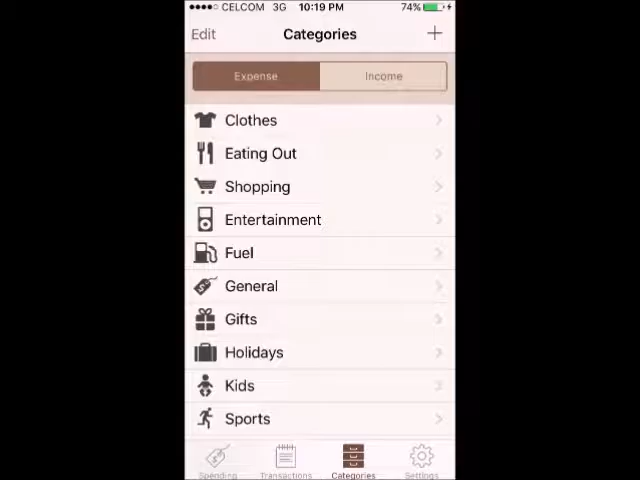 CELCOM 3G 10:19 PM 74%
Edit Categories +
Expense Income
Clothes
Eating Out
Shopping
Entertainment
Fuel
General
Gifts
Holidays
Kids
Sports
Spending Transactions Categories Settings